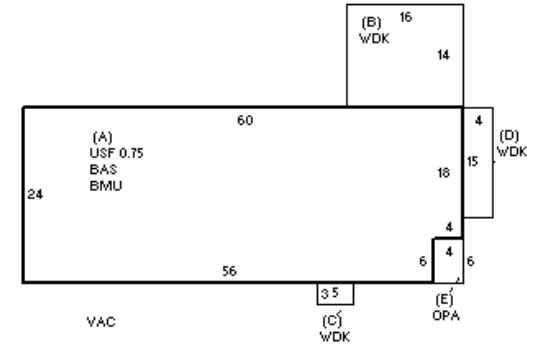 16
(B)
WDK
14
60
4
(D)
WDK
(A)
USF 0.75
BAS
BMU
18
15
24
4
4
6
6
56
3 5
(E)
OPA
(C)
WDK
VAC